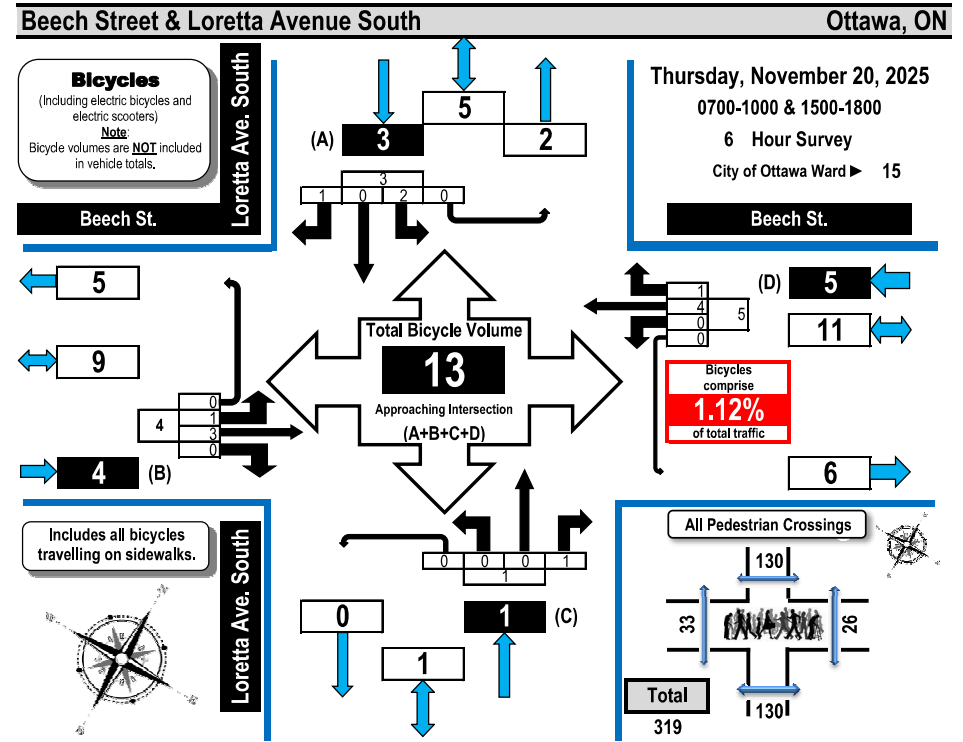 Beech Street & Loretta Avenue South
Ottawa, ON
Bicycles
(Including electric bicycles and
electric scooters)
Note:
Bicycle volumes are NOT included
in vehicle totals.
Loretta Ave. South
Beech St.
(A)
3
5
2
3
1 0 2 0
Thursday, November 20, 2025
0700-1000 & 1500-1800
6 Hour Survey
City of Ottawa Ward ► 15
Beech St.
5
9
4
0
1
3
0
4
(B)
Total Bicycle Volume
13
Approaching Intersection
(A+B+C+D)
1
4
0
0
5
(D)
5
11
Bicycles
comprise
1.12%
of total traffic
6
Includes all bicycles
travelling on sidewalks.
Loretta Ave. South
0 0 0 1
1
0
1
1
(C)
All Pedestrian Crossings
130
33
26
130
Total
319